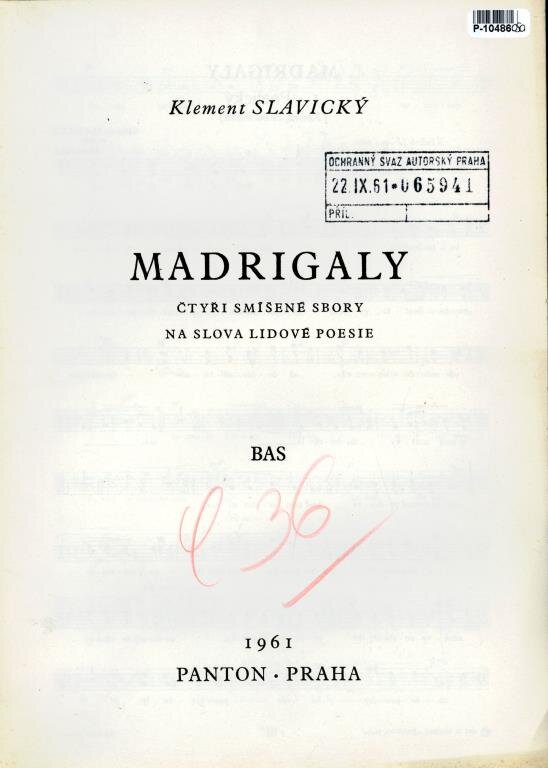 Klement SLAVICKÝ
OCHRANNÝ SVAZ AUTORSKÝ PRAHA
22.IX.61*065941
PŘÍL.
MADRIGALY
ČTYŘI SMÍŠENÉ SBORY
NA SLOVA LIDOVÉ POESIE
BAS
36
1961
PANTON · PRAHA